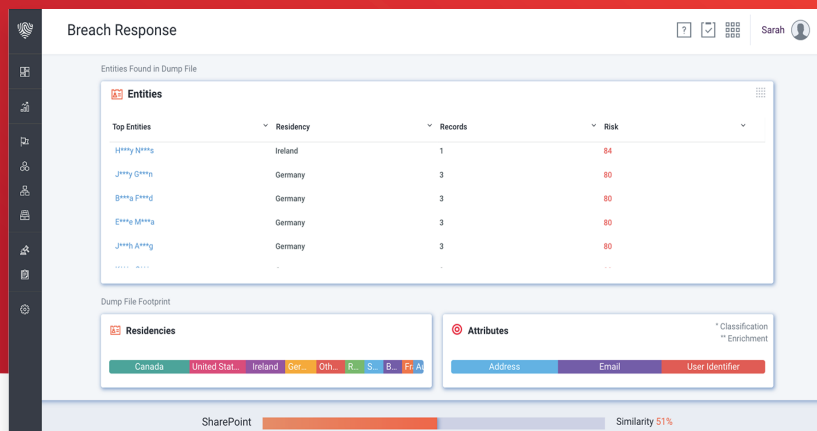 Breach Response
?
Sarah
Entities Found in Dump File
Entities
Top Entities Residency Records Risk
H***y N***s Ireland 1 84
J***y G***n Germany 3 80
B***a F***d Germany 3 80
E***e M***a Germany 3 80
J***h A***g Germany 3 80
Dump File Footprint
Residencies
Canada United Stat... Ireland Ger... Oth... R... S... B... Fr Au
Attributes
* Classification
** Enrichment
Address Email User Identifier
SharePoint Similarity 51%